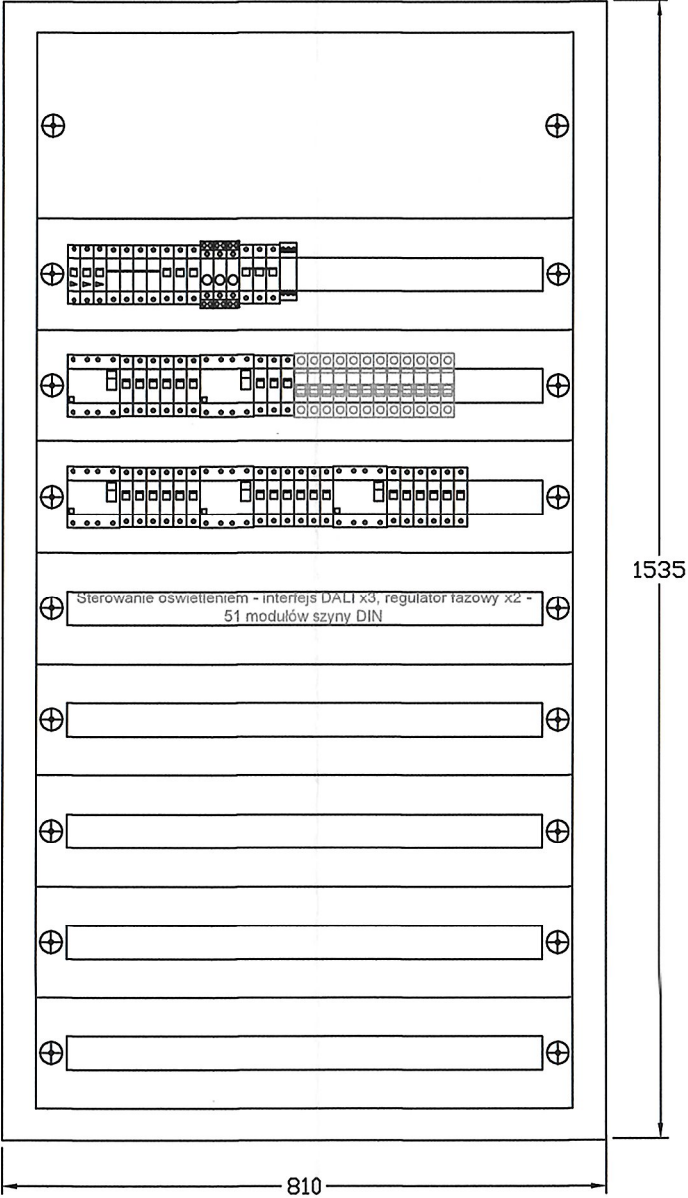 1535
Sterowanie oświetleniem - interfejs DALI x3, regulator fazowy x2 -
51 modułów szyny DIN
810